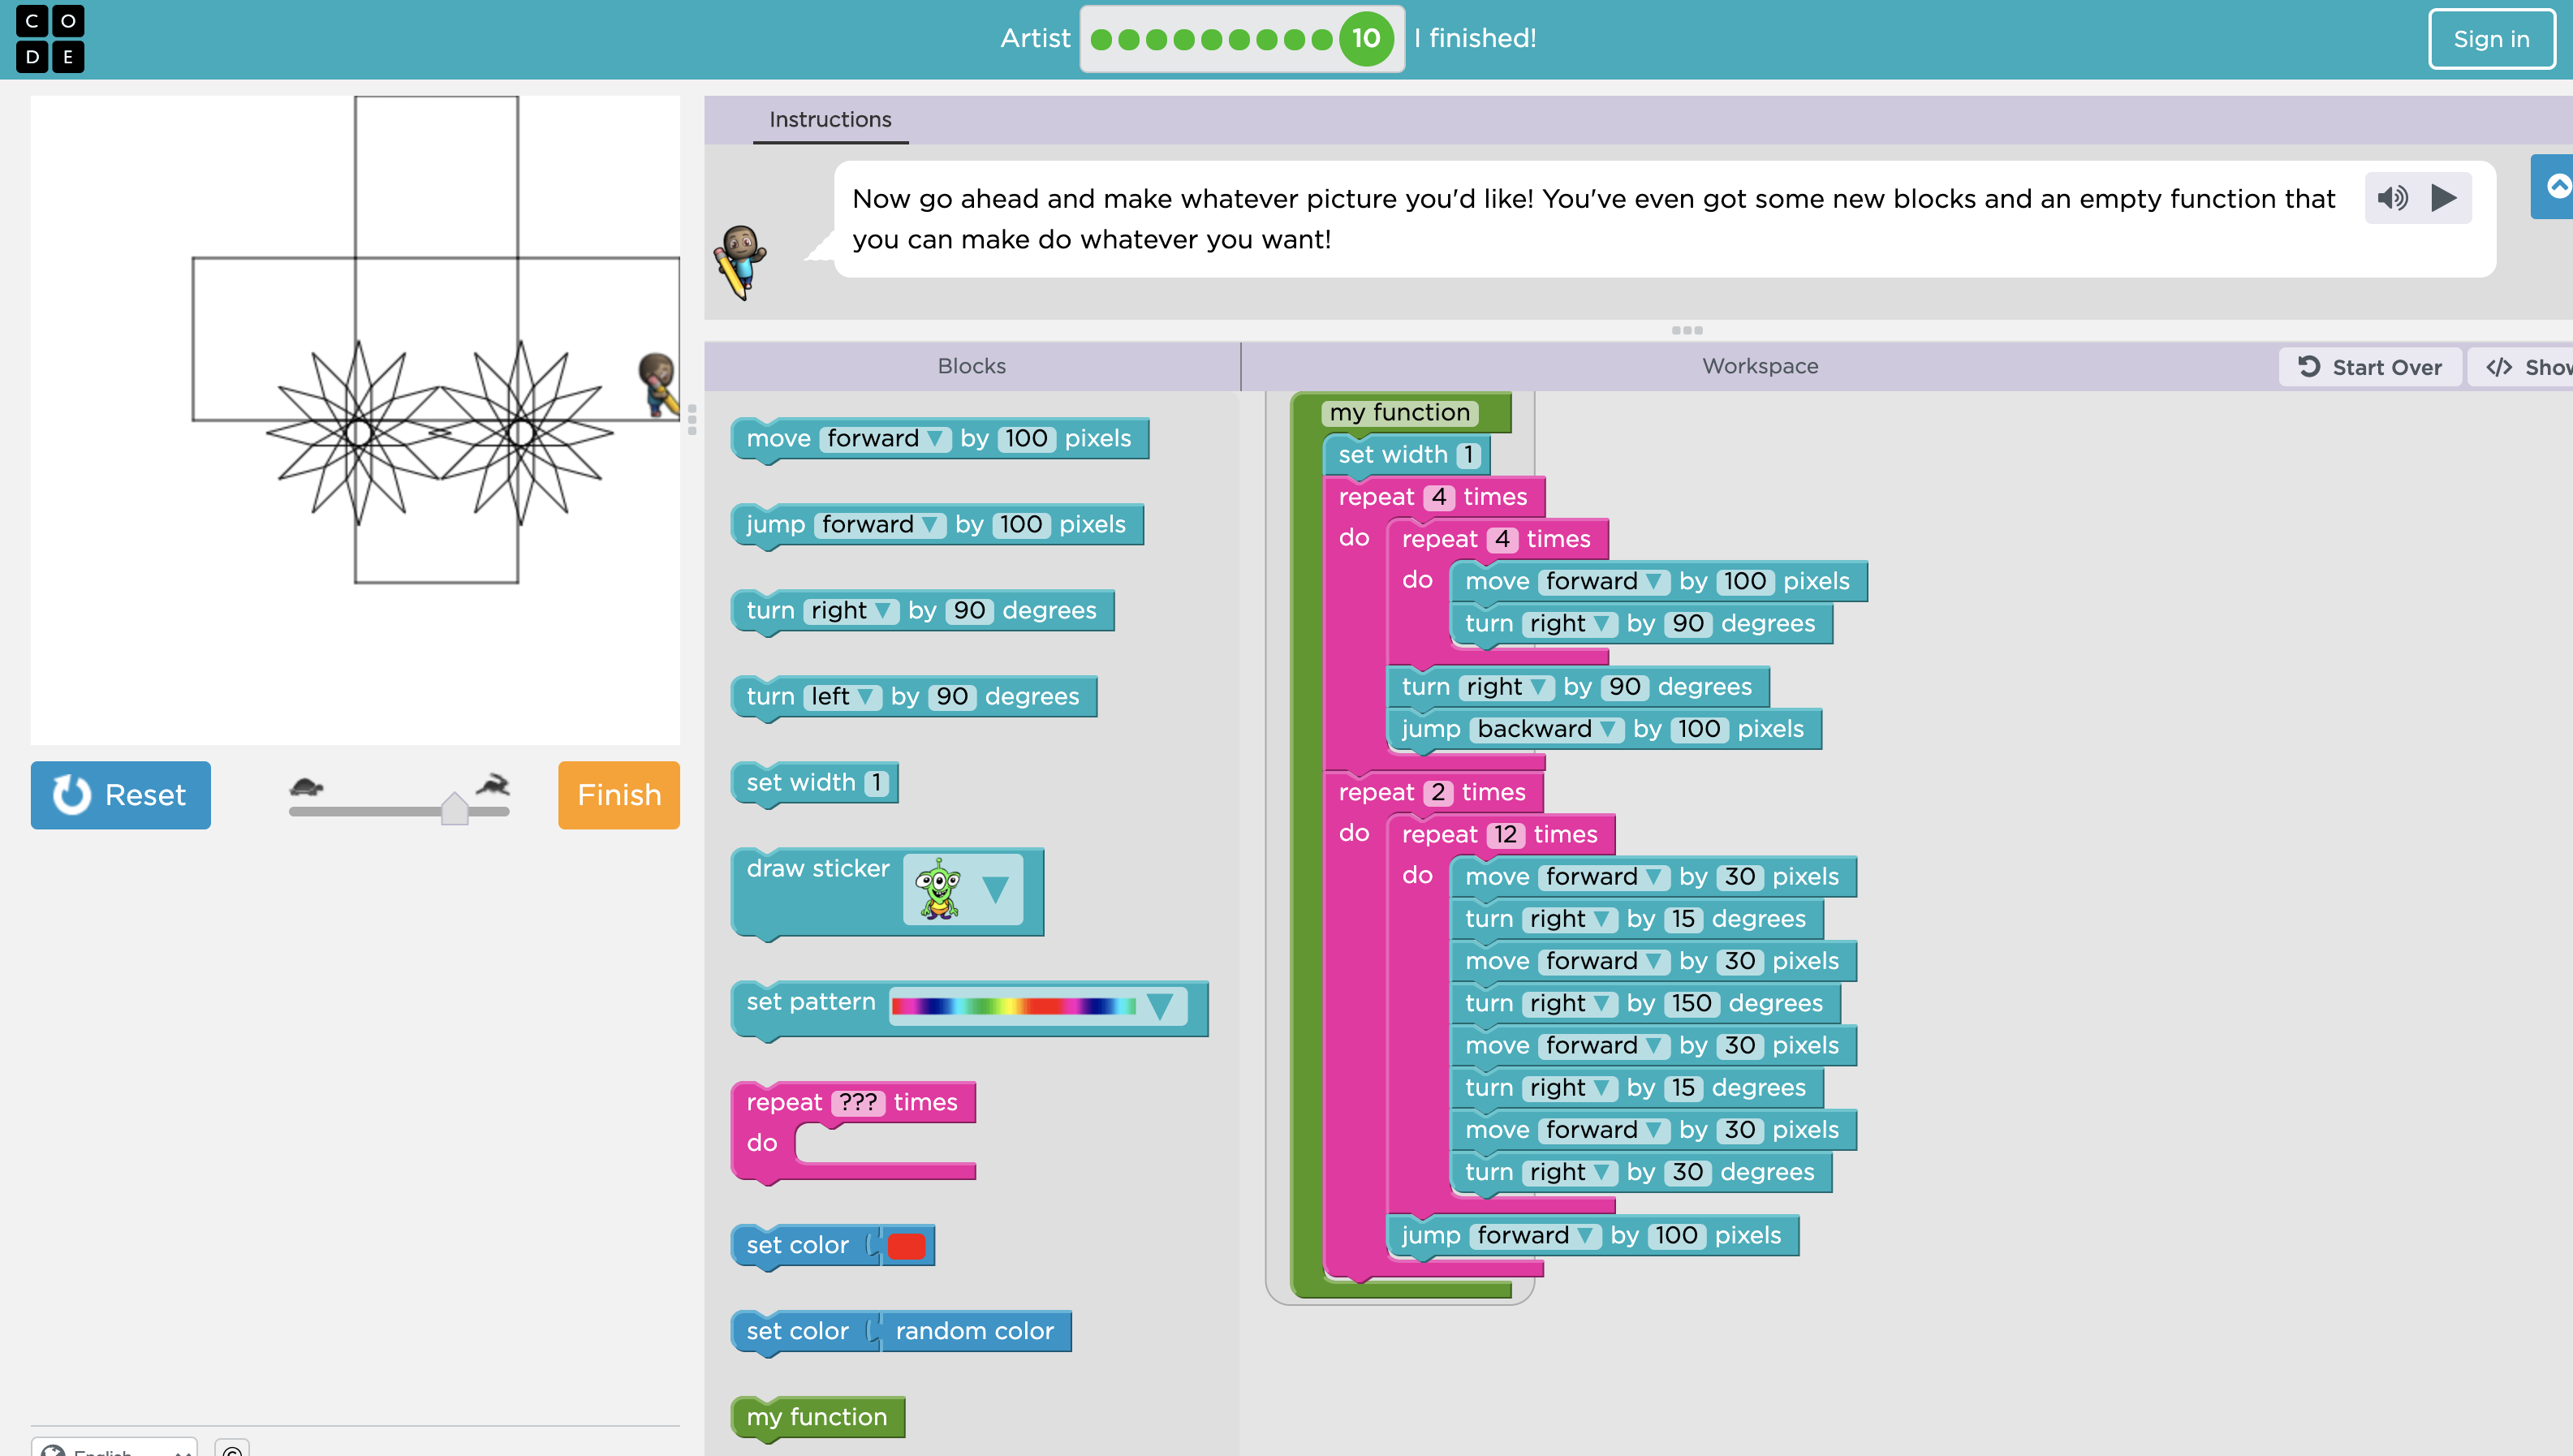 C O
D E
Artist 10 I finished!
Sign in
Instructions
Now go ahead and make whatever picture you'd like! You've even got some new blocks and an empty function that
you can make do whatever you want!
Blocks
Workspace
Start Over
</> Show
Reset
Finish
move forward by 100 pixels
jump forward by 100 pixels
turn right by 90 degrees
turn left by 90 degrees
set width 1
draw sticker
set pattern
repeat ??? times
do
set color
set color random color
my function
my function
set width 1
repeat 4 times
do repeat 4 times
do move forward by 100 pixels
turn right by 90 degrees
turn right by 90 degrees
jump backward by 100 pixels
repeat 2 times
do repeat 12 times
do move forward by 30 pixels
turn right by 15 degrees
move forward by 30 pixels
turn right by 150 degrees
move forward by 30 pixels
turn right by 15 degrees
move forward by 30 pixels
turn right by 30 degrees
jump forward by 100 pixels
English